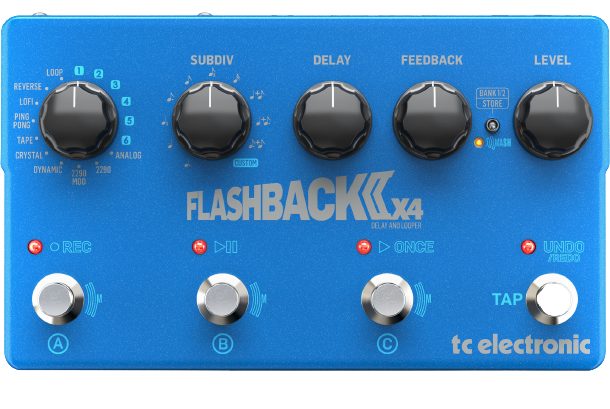 SUBDIV
DELAY
FEEDBACK
LEVEL
LOOP
1
2
3
4
5
6
REVERSE
LOFI
PING
PONG
TAPE
CRYSTAL
DYNAMIC
2290
MOD
2290
ANALOG
CUSTOM
BANK 1/2
STORE
MASH
FLASHBACK II X4
DELAY AND LOOPER
REC
ONCE
UNDO
/REDO
M
M
M
TAP
A
B
C
tc electronic